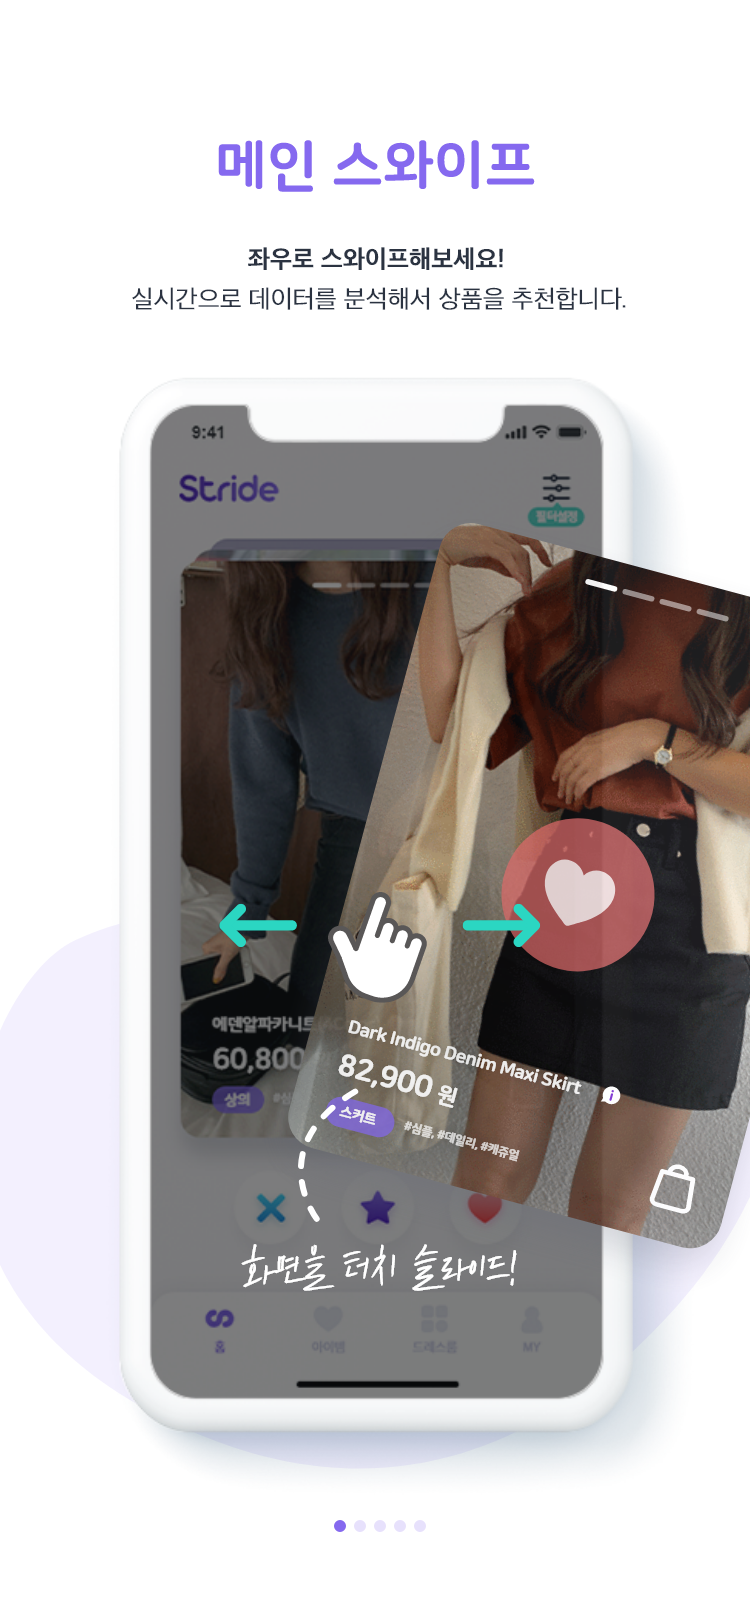 메인 스와이프
좌우로 스와이프해보세요!
실시간으로 데이터를 분석해서 상품을 추천합니다.
9:41
Stride
필터설정
에덴알파카니트
60,800
상의
Dark Indigo Denim Maxi Skirt
82,900 원
스커트
#심플, #데일리, #캐쥬얼
화면을 터치 슬라이드!
홈
아이템
드레스룸
MY